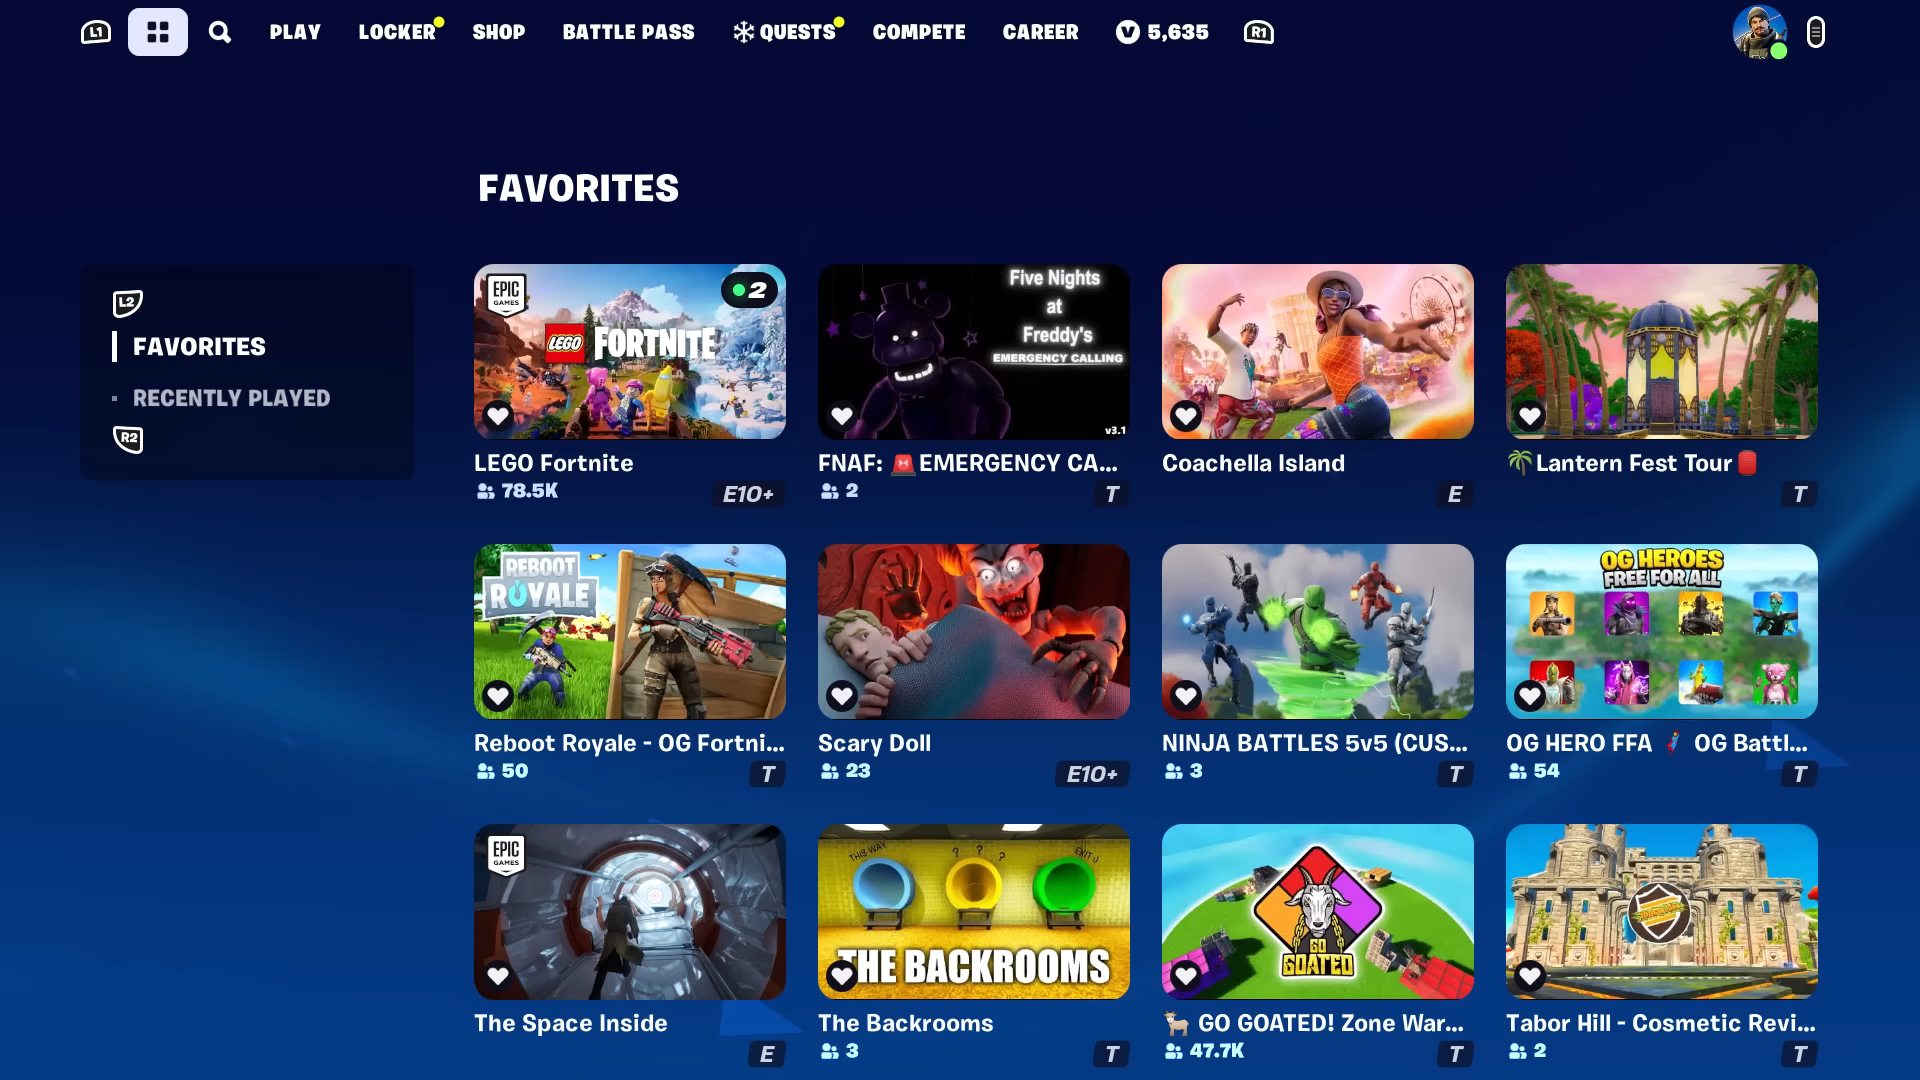 L1 PLAY LOCKER SHOP BATTLE PASS QUESTS COMPETE CAREER V 5,635 R1
FAVORITES
L2
FAVORITES
RECENTLY PLAYED
R2
EPIC
GAMES
2
LEGO FORTNITE
Five Nights
at
Freddy's
EMERGENCY CALLING
v3.1
LEGO Fortnite
78.5K E10+
FNAF: 🚨EMERGENCY CA...
2 T
Coachella Island
E
🌴Lantern Fest Tour🏮
T
REBOOT
ROYALE
OG HEROES
FREE FOR ALL
Reboot Royale - OG Fortni...
50 T
Scary Doll
23 E10+
NINJA BATTLES 5v5 (CUS...
3 T
OG HERO FFA 🦸 OG Battl...
54 T
EPIC
GAMES
THIS WAY ? ? ? EXIT :)
THE BACKROOMS
GO
GOATED
The Space Inside
E
The Backrooms
3 T
🐐 GO GOATED! Zone War...
47.7K T
Tabor Hill - Cosmetic Revi...
2 T